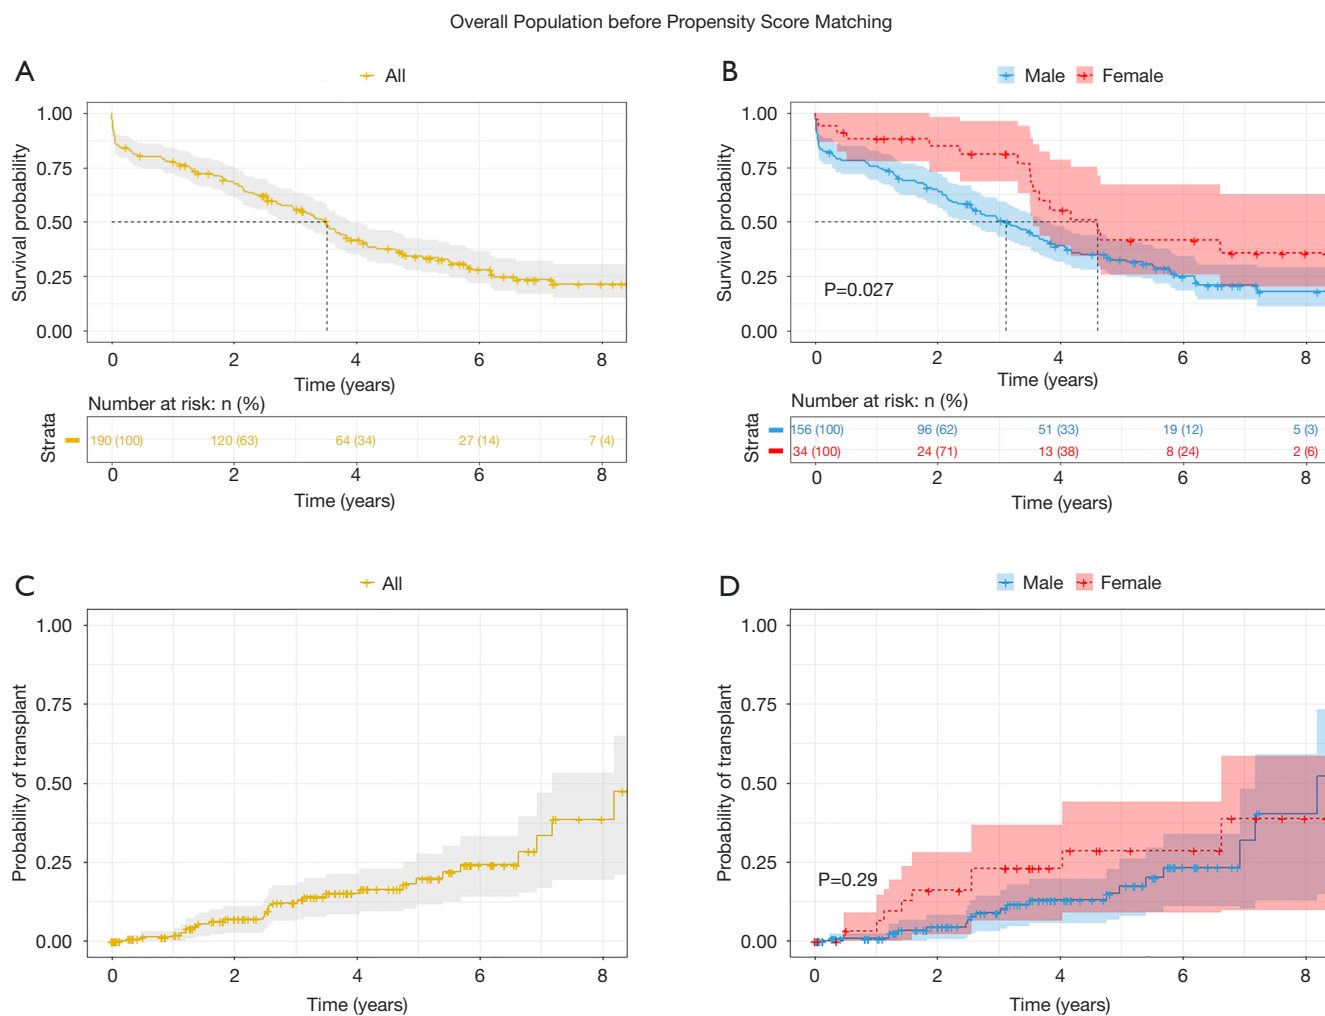 Overall Population before Propensity Score Matching
A
All
Survival probability
1.00
0.75
0.50
0.25
0.00
0 2 4 6 8
Time (years)
Number at risk: n (%)
Strata
190 (100) 120 (63) 64 (34) 27 (14) 7 (4)
0 2 4 6 8
Time (years)
B
Male Female
Survival probability
1.00
0.75
0.50
0.25
0.00
P=0.027
0 2 4 6 8
Time (years)
Number at risk: n (%)
Strata
156 (100) 96 (62) 51 (33) 19 (12) 5 (3)
34 (100) 24 (71) 13 (38) 8 (24) 2 (6)
0 2 4 6 8
Time (years)
C
All
Probability of transplant
1.00
0.75
0.50
0.25
0.00
0 2 4 6 8
Time (years)
D
Male Female
Probability of transplant
1.00
0.75
0.50
0.25
0.00
P=0.29
0 2 4 6 8
Time (years)